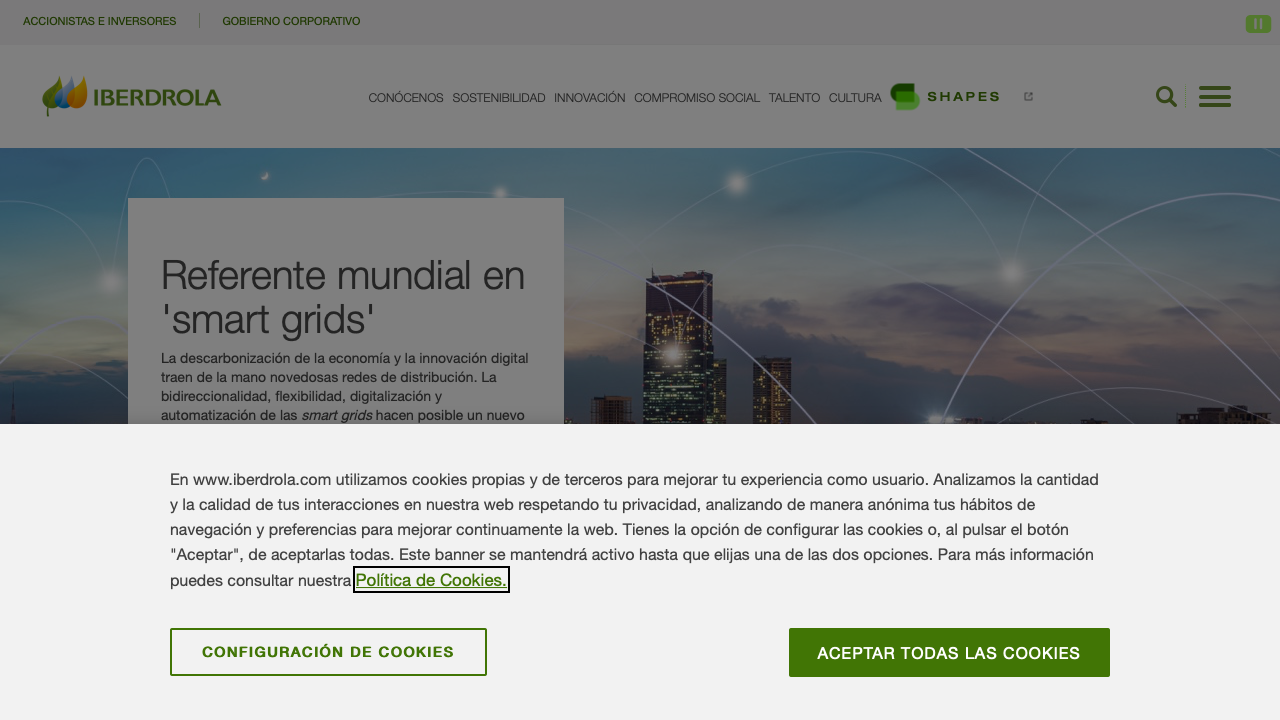 ACCIONISTAS E INVERSORES
GOBIERNO CORPORATIVO
IBERDROLA
CONÓCENOS
SOSTENIBILIDAD
INNOVACIÓN
COMPROMISO SOCIAL
TALENTO
CULTURA
SHAPES
Referente mundial en
'smart grids'
La descarbonización de la economía y la innovación digital
traen de la mano novedosas redes de distribución. La
bidireccionalidad, flexibilidad, digitalización y
automatización de las smart grids hacen posible un nuevo
En www.iberdrola.com utilizamos cookies propias y de terceros para mejorar tu experiencia como usuario. Analizamos la cantidad
y la calidad de tus interacciones en nuestra web respetando tu privacidad, analizando de manera anónima tus hábitos de
navegación y preferencias para mejorar continuamente la web. Tienes la opción de configurar las cookies o, al pulsar el botón
"Aceptar", de aceptarlas todas. Este banner se mantendrá activo hasta que elijas una de las dos opciones. Para más información
puedes consultar nuestra Política de Cookies.
CONFIGURACIÓN DE COOKIES
ACEPTAR TODAS LAS COOKIES